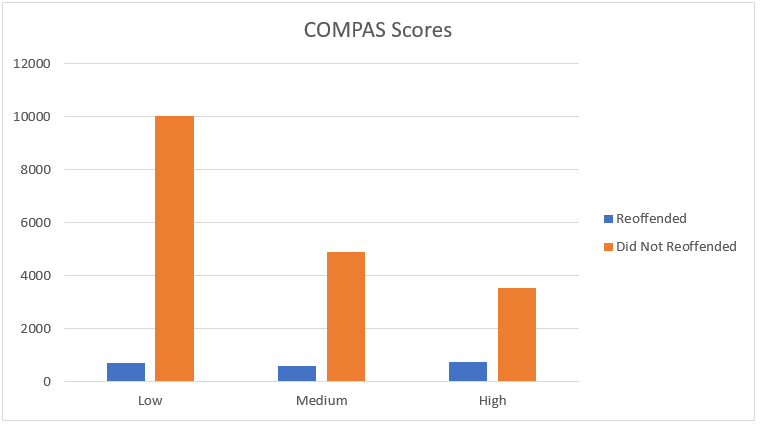 COMPAS Scores
12000
10000
8000
6000
4000
2000
0
Low
Medium
High
Reoffended
Did Not Reoffended